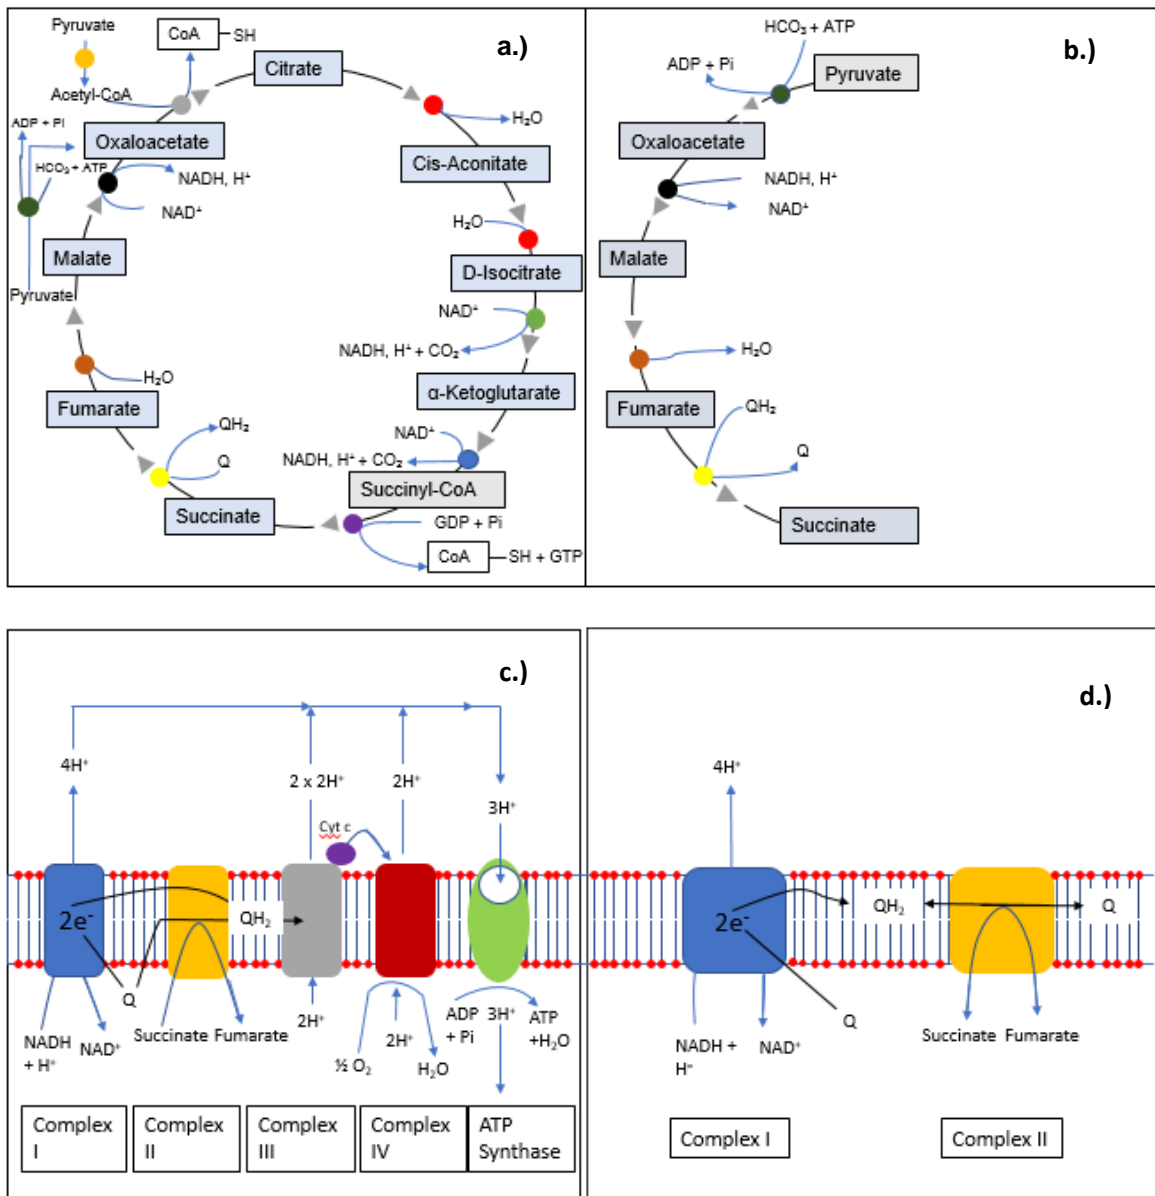 a.)
Pyruvate
CoA
SH
Citrate
Acetyl-CoA
H₂O
ADP + Pi
Oxaloacetate
Cis-Aconitate
HCO₃ + ATP
NADH, H⁺
NAD⁺
H₂O
Malate
D-Isocitrate
Pyruvate
NAD⁺
NADH, H⁺ + CO₂
H₂O
α-Ketoglutarate
Fumarate
QH₂
NAD⁺
Q
NADH, H⁺ + CO₂
Succinyl-CoA
Succinate
GDP + Pi
CoA
SH + GTP
b.)
HCO₃ + ATP
ADP + Pi
Pyruvate
Oxaloacetate
NADH, H⁺
NAD⁺
Malate
H₂O
Fumarate
QH₂
Q
Succinate
c.)
4H⁺
2 x 2H⁺
2H⁺
3H⁺
Cyt c
2e⁻
QH₂
Q
NADH
+ H⁺
NAD⁺
Succinate
Fumarate
2H⁺
½ O₂
2H⁺
H₂O
ADP
+ Pi
3H⁺
ATP
+H₂O
Complex
I
Complex
II
Complex
III
Complex
IV
ATP
Synthase
d.)
4H⁺
2e⁻
QH₂
Q
Q
NADH +
H⁺
NAD⁺
Succinate
Fumarate
Complex I
Complex II